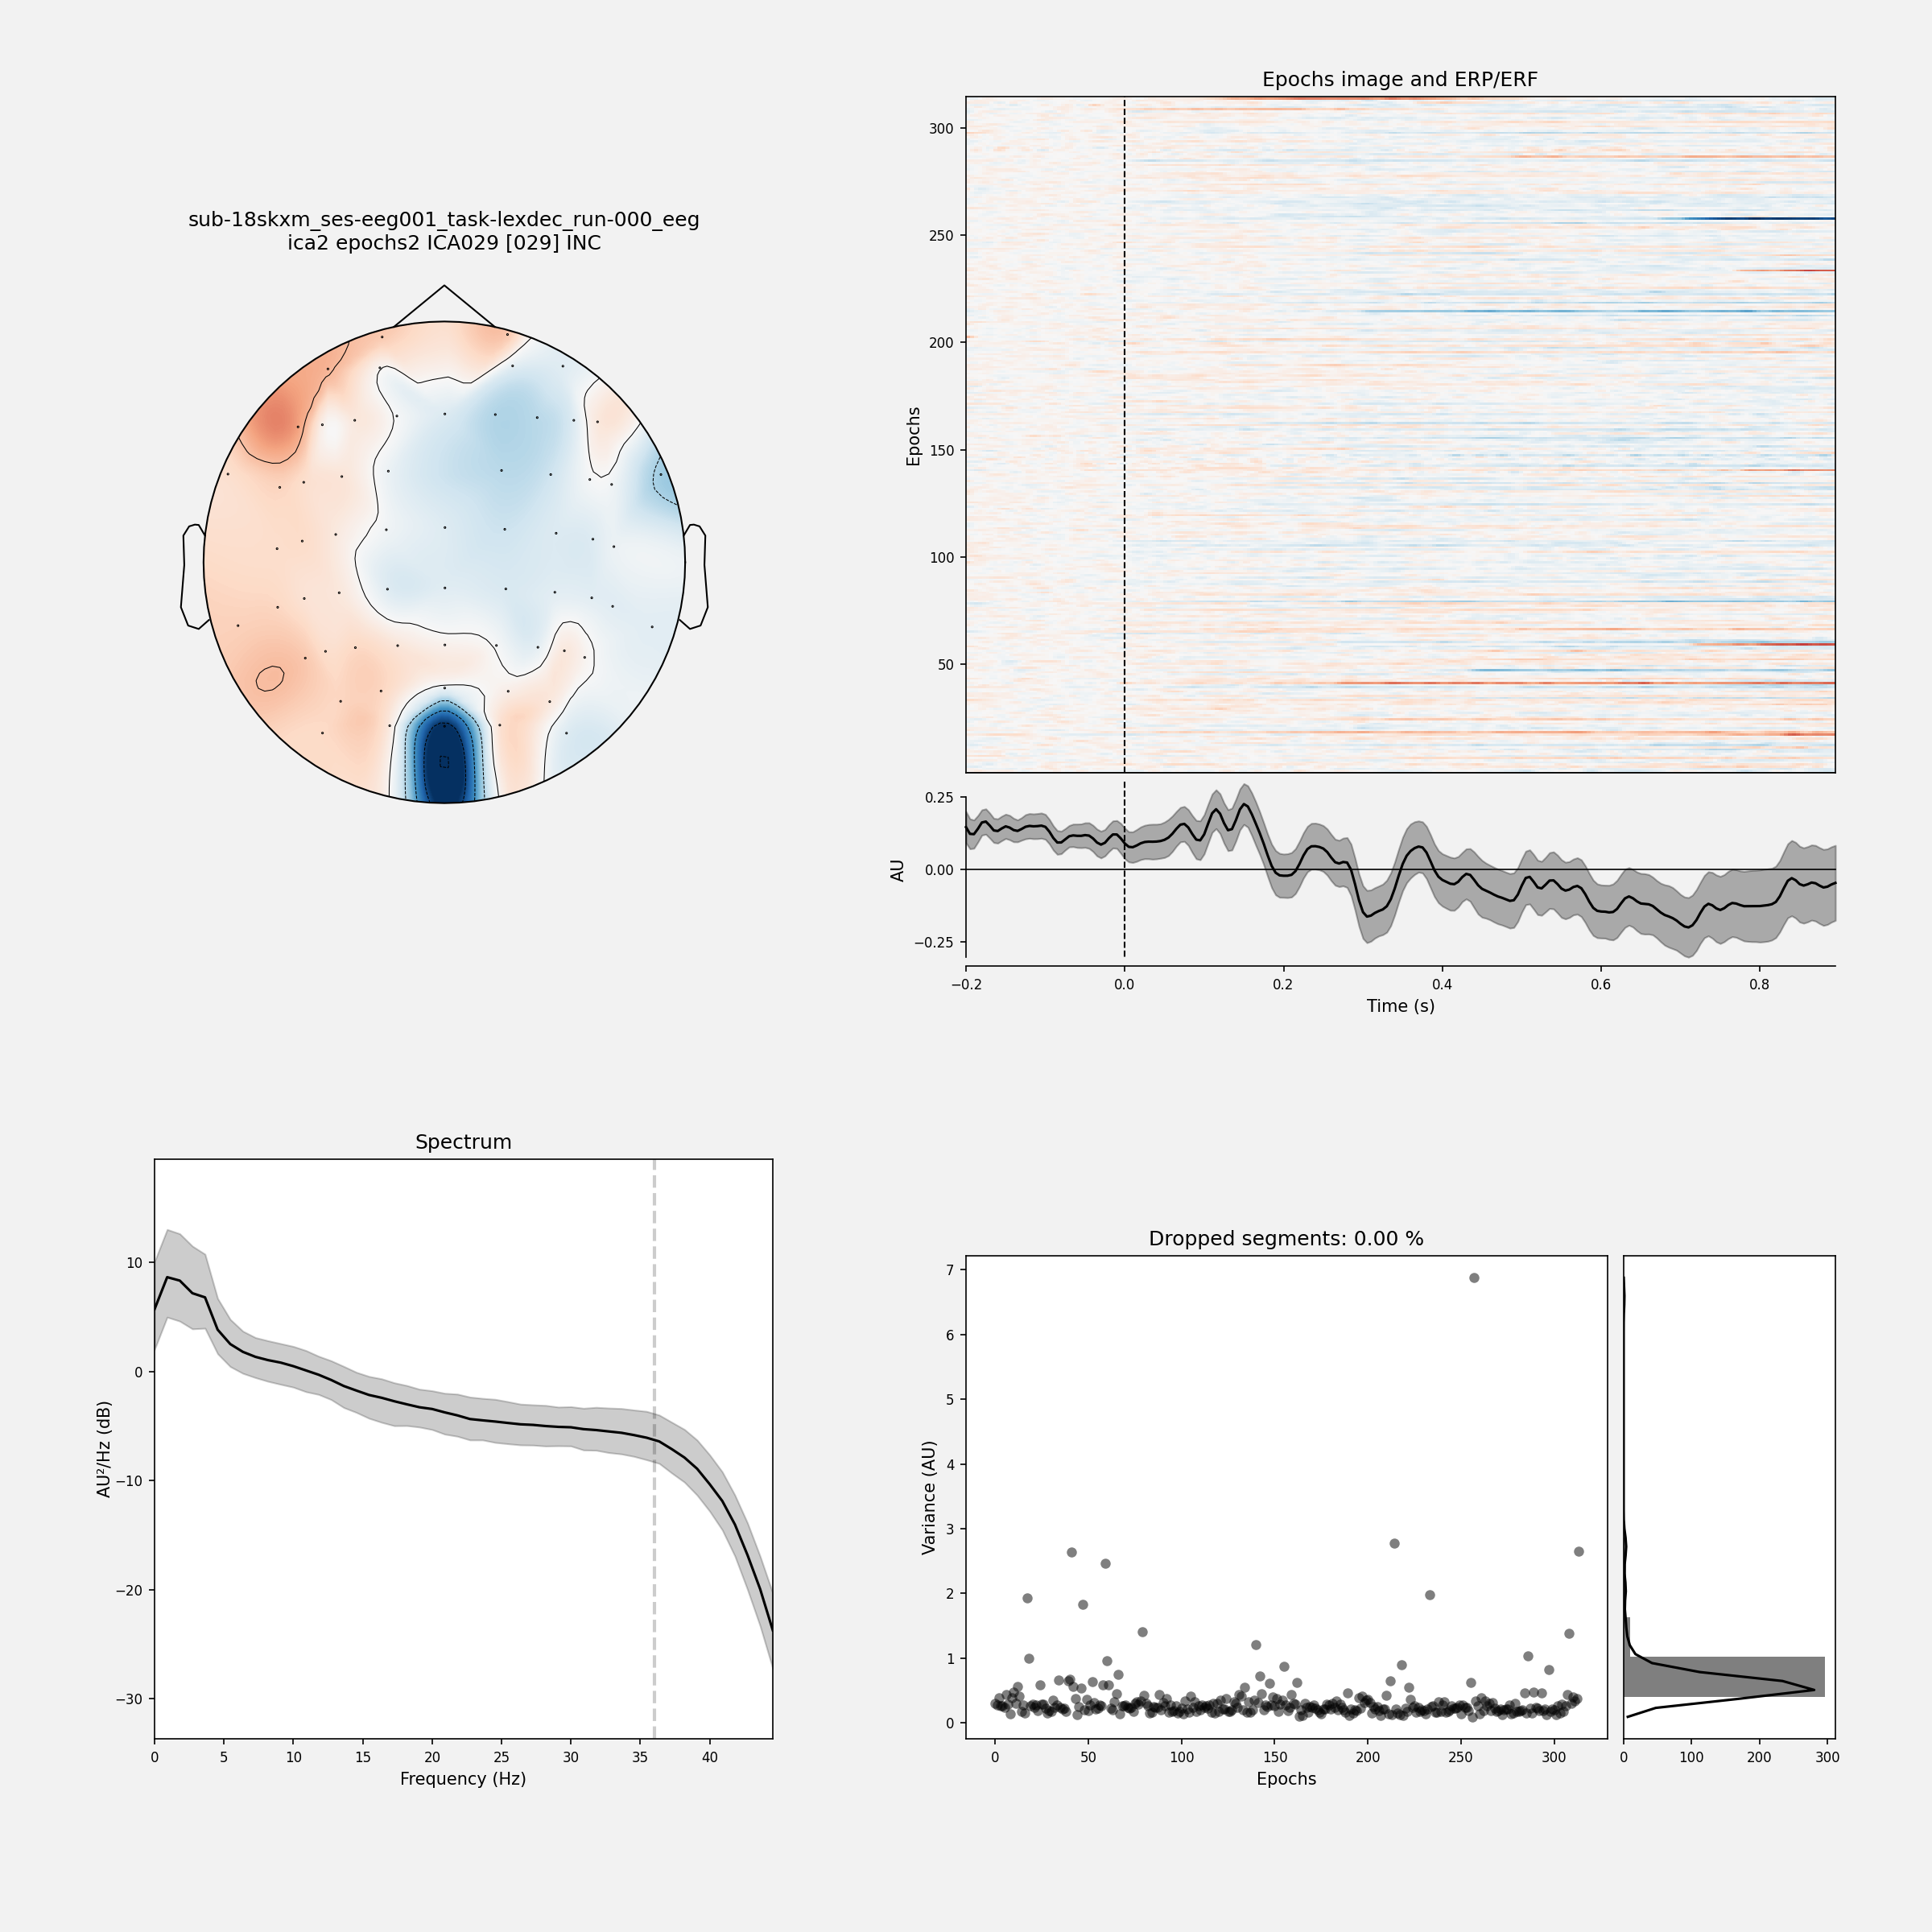 sub-18skxm_ses-eeg001_task-lexdec_run-000_eeg
ica2 epochs2 ICA029 [029] INC
Epochs image and ERP/ERF
300
250
200
150
100
50
Epochs
0.25
0.00
−0.25
AU
−0.2 0.0 0.2 0.4 0.6 0.8
Time (s)
Spectrum
10
0
−10
−20
−30
AU²/Hz (dB)
0 5 10 15 20 25 30 35 40
Frequency (Hz)
Dropped segments: 0.00 %
7
6
5
4
3
2
1
0
Variance (AU)
0 50 100 150 200 250 300
Epochs
0 100 200 300